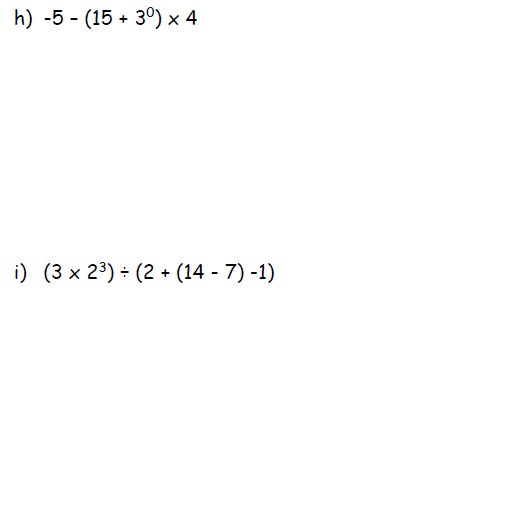 h) -5 – (15 + 3⁰) x 4
i) (3 x 2³) ÷ (2 + (14 - 7) -1)